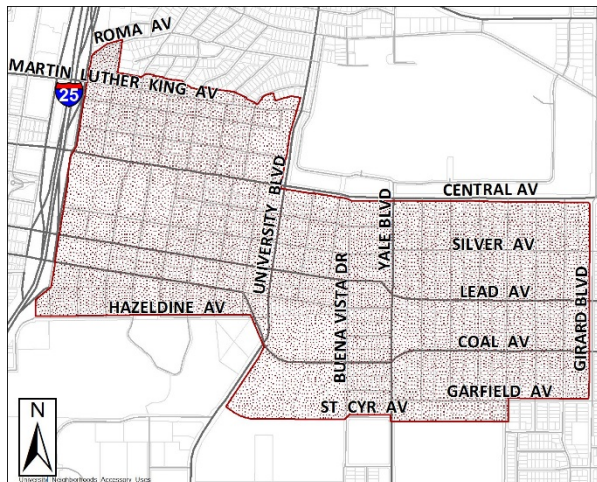 ROMA AV
MARTIN LUTHER KING AV
25
UNIVERSITY BLVD
CENTRAL AV
YALE BLVD
SILVER AV
BUENA VISTA DR
LEAD AV
GIRARD BLVD
HAZELDINE AV
COAL AV
GARFIELD AV
ST CYR AV
N
University_Neighborhoods_Accessory_Uses